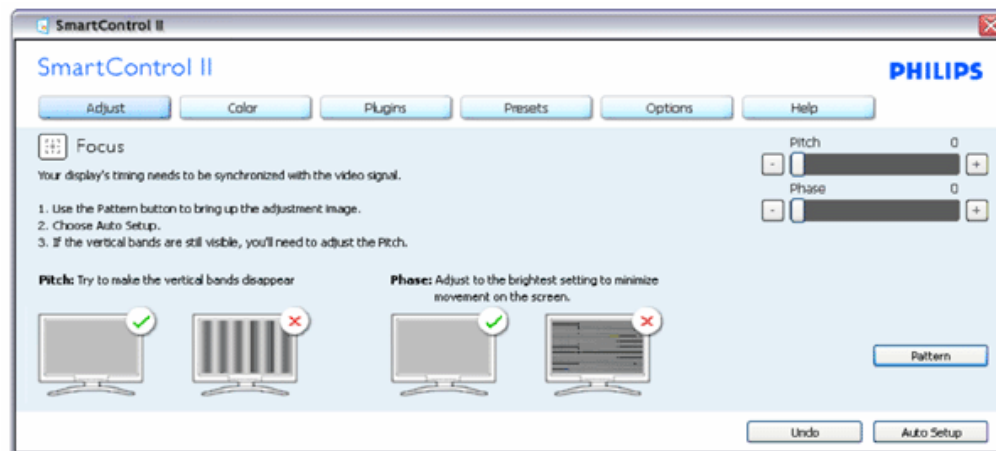 SmartControl II
SmartControl II
PHILIPS
Adjust Color Plugins Presets Options Help
Focus
Pitch 0
- +
Phase 0
- +
Your display's timing needs to be synchronized with the video signal.
1. Use the Pattern button to bring up the adjustment image.
2. Choose Auto Setup.
3. If the vertical bands are still visible, you'll need to adjust the Pitch.
Pitch: Try to make the vertical bands disappear
Phase: Adjust to the brightest setting to minimize
movement on the screen.
Pattern
Undo Auto Setup